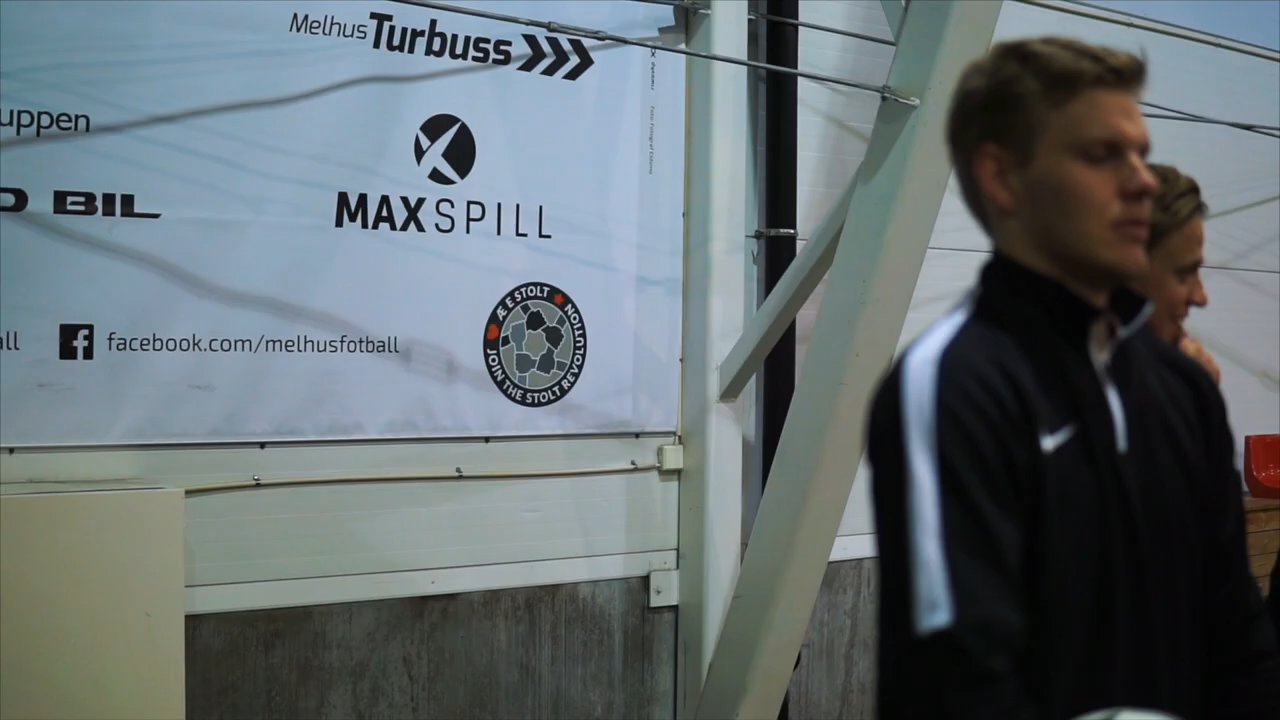 Melhus Turbuss
uppen
MAXSPILL
O BIL
ÆE STOLT
JOIN THE STOLT REVOLUTION
all
facebook.com/melhusfotball